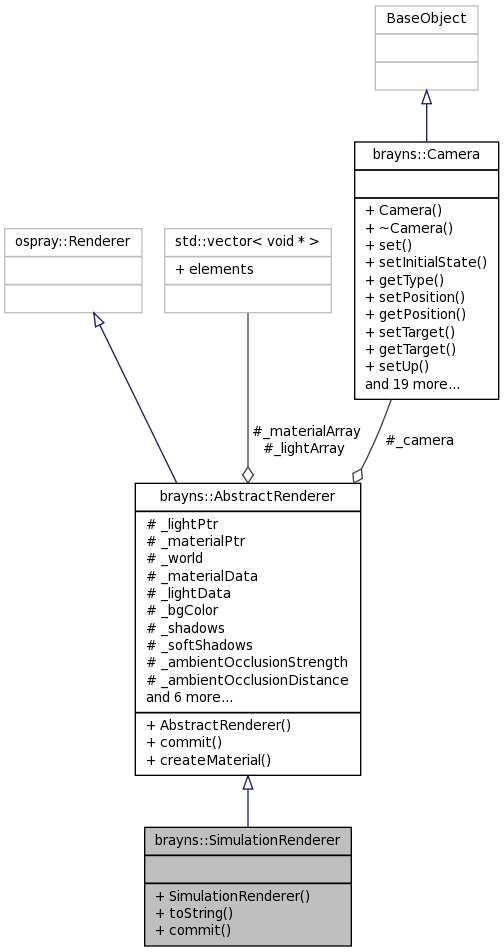 BaseObject
brayns::Camera
+ Camera()
+ ~Camera()
+ set()
+ setInitialState()
+ getType()
+ setPosition()
+ getPosition()
+ setTarget()
+ getTarget()
+ setUp()
and 19 more...
ospray::Renderer
std::vector< void * >
+ elements
#_materialArray
#_lightArray
#_camera
brayns::AbstractRenderer
# _lightPtr
# _materialPtr
# _world
# _materialData
# _lightData
# _bgColor
# _shadows
# _softShadows
# _ambientOcclusionStrength
# _ambientOcclusionDistance
and 6 more...
+ AbstractRenderer()
+ commit()
+ createMaterial()
brayns::SimulationRenderer
+ SimulationRenderer()
+ toString()
+ commit()